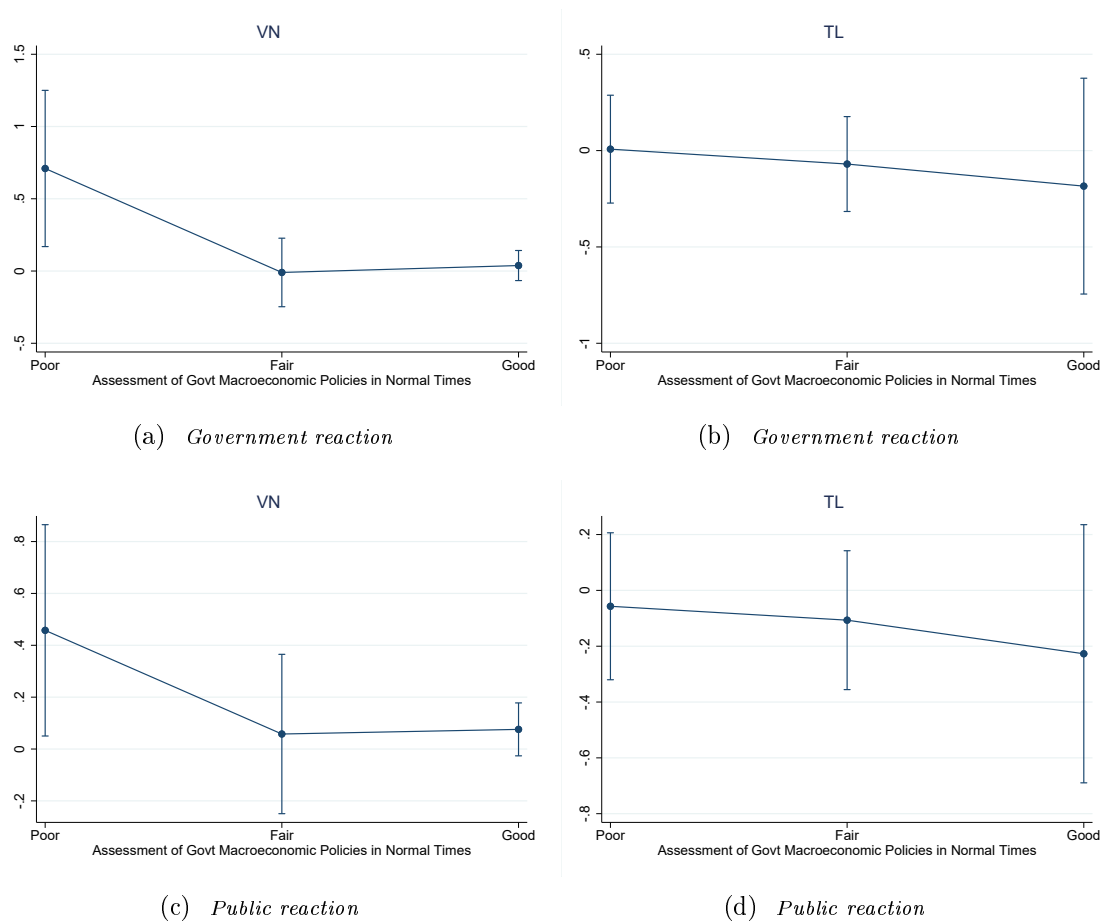 VN
1.5
1
.5
0
-.5
Poor Fair Good
Assessment of Govt Macroeconomic Policies in Normal Times
(a) Government reaction
TL
.5
0
-.5
-1
Poor Fair Good
Assessment of Govt Macroeconomic Policies in Normal Times
(b) Government reaction
VN
.8
.6
.4
.2
0
-.2
Poor Fair Good
Assessment of Govt Macroeconomic Policies in Normal Times
(c) Public reaction
TL
.2
0
-.2
-.4
-.6
-.8
Poor Fair Good
Assessment of Govt Macroeconomic Policies in Normal Times
(d) Public reaction